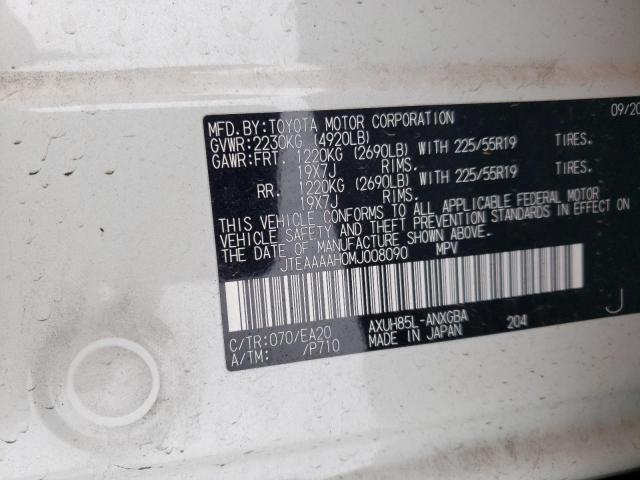 MFD.BY:TOYOTA MOTOR CORPORATION 09/20
GVWR:2230KG (4920LB)
GAWR:FRT. 1220KG (2690LB) WITH 225/55R19 TIRES.
19X7J RIMS.
RR. 1220KG (2690LB) WITH 225/55R19 TIRES.
19X7J RIMS.
THIS VEHICLE CONFORMS TO ALL APPLICABLE FEDERAL MOTOR
VEHICLE SAFETY AND THEFT PREVENTION STANDARDS IN EFFECT ON
THE DATE OF MANUFACTURE SHOWN ABOVE.
JTEAAAAH0MJ008090 MPV
C/TR:070/EA20 AXUH85L-ANXGBA 204 J
A/TM: /P710 MADE IN JAPAN